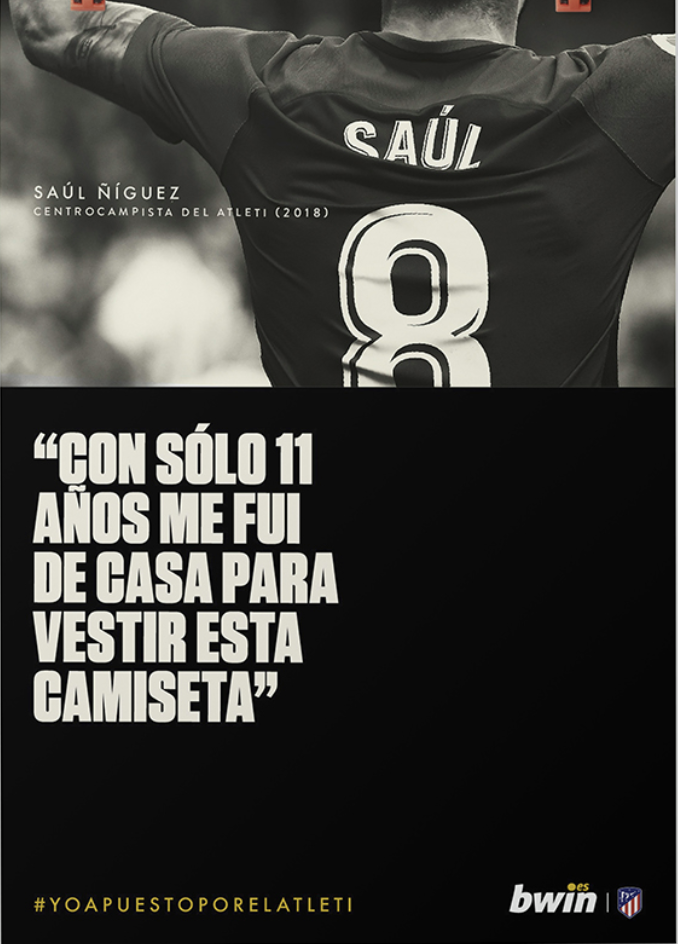 SAÚL
8
SAÚL ÑÍGUEZ
CENTROCAMPISTA DEL ATLETI (2018)
“CON SÓLO 11
AÑOS ME FUI
DE CASA PARA
VESTIR ESTA
CAMISETA”
#YOAPUESTOPORELATLETI
bwin.es